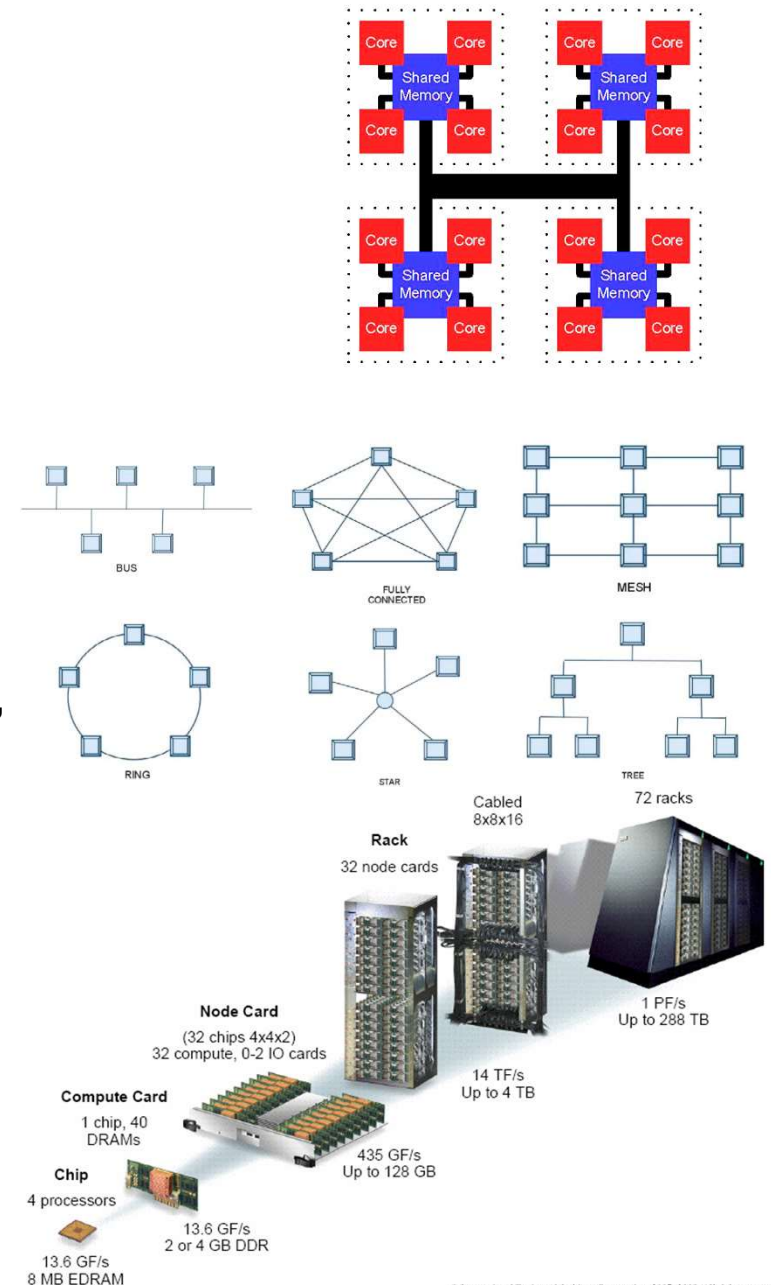 Core
Core
Shared
Memory
Core
Core
Core
Core
Shared
Memory
Core
Core
Core
Core
Shared
Memory
Core
Core
Core
Core
Shared
Memory
Core
Core
BUS
FULLY
CONNECTED
MESH
RING
STAR
TREE
,
Cabled
8x8x16
72 racks
Rack
32 node cards
1 PF/s
Up to 288 TB
Node Card
(32 chips 4x4x2)
32 compute, 0-2 IO cards
14 TF/s
Up to 4 TB
Compute Card
1 chip, 40
DRAMs
435 GF/s
Up to 128 GB
Chip
4 processors
13.6 GF/s
2 or 4 GB DDR
13.6 GF/s
8 MB EDRAM